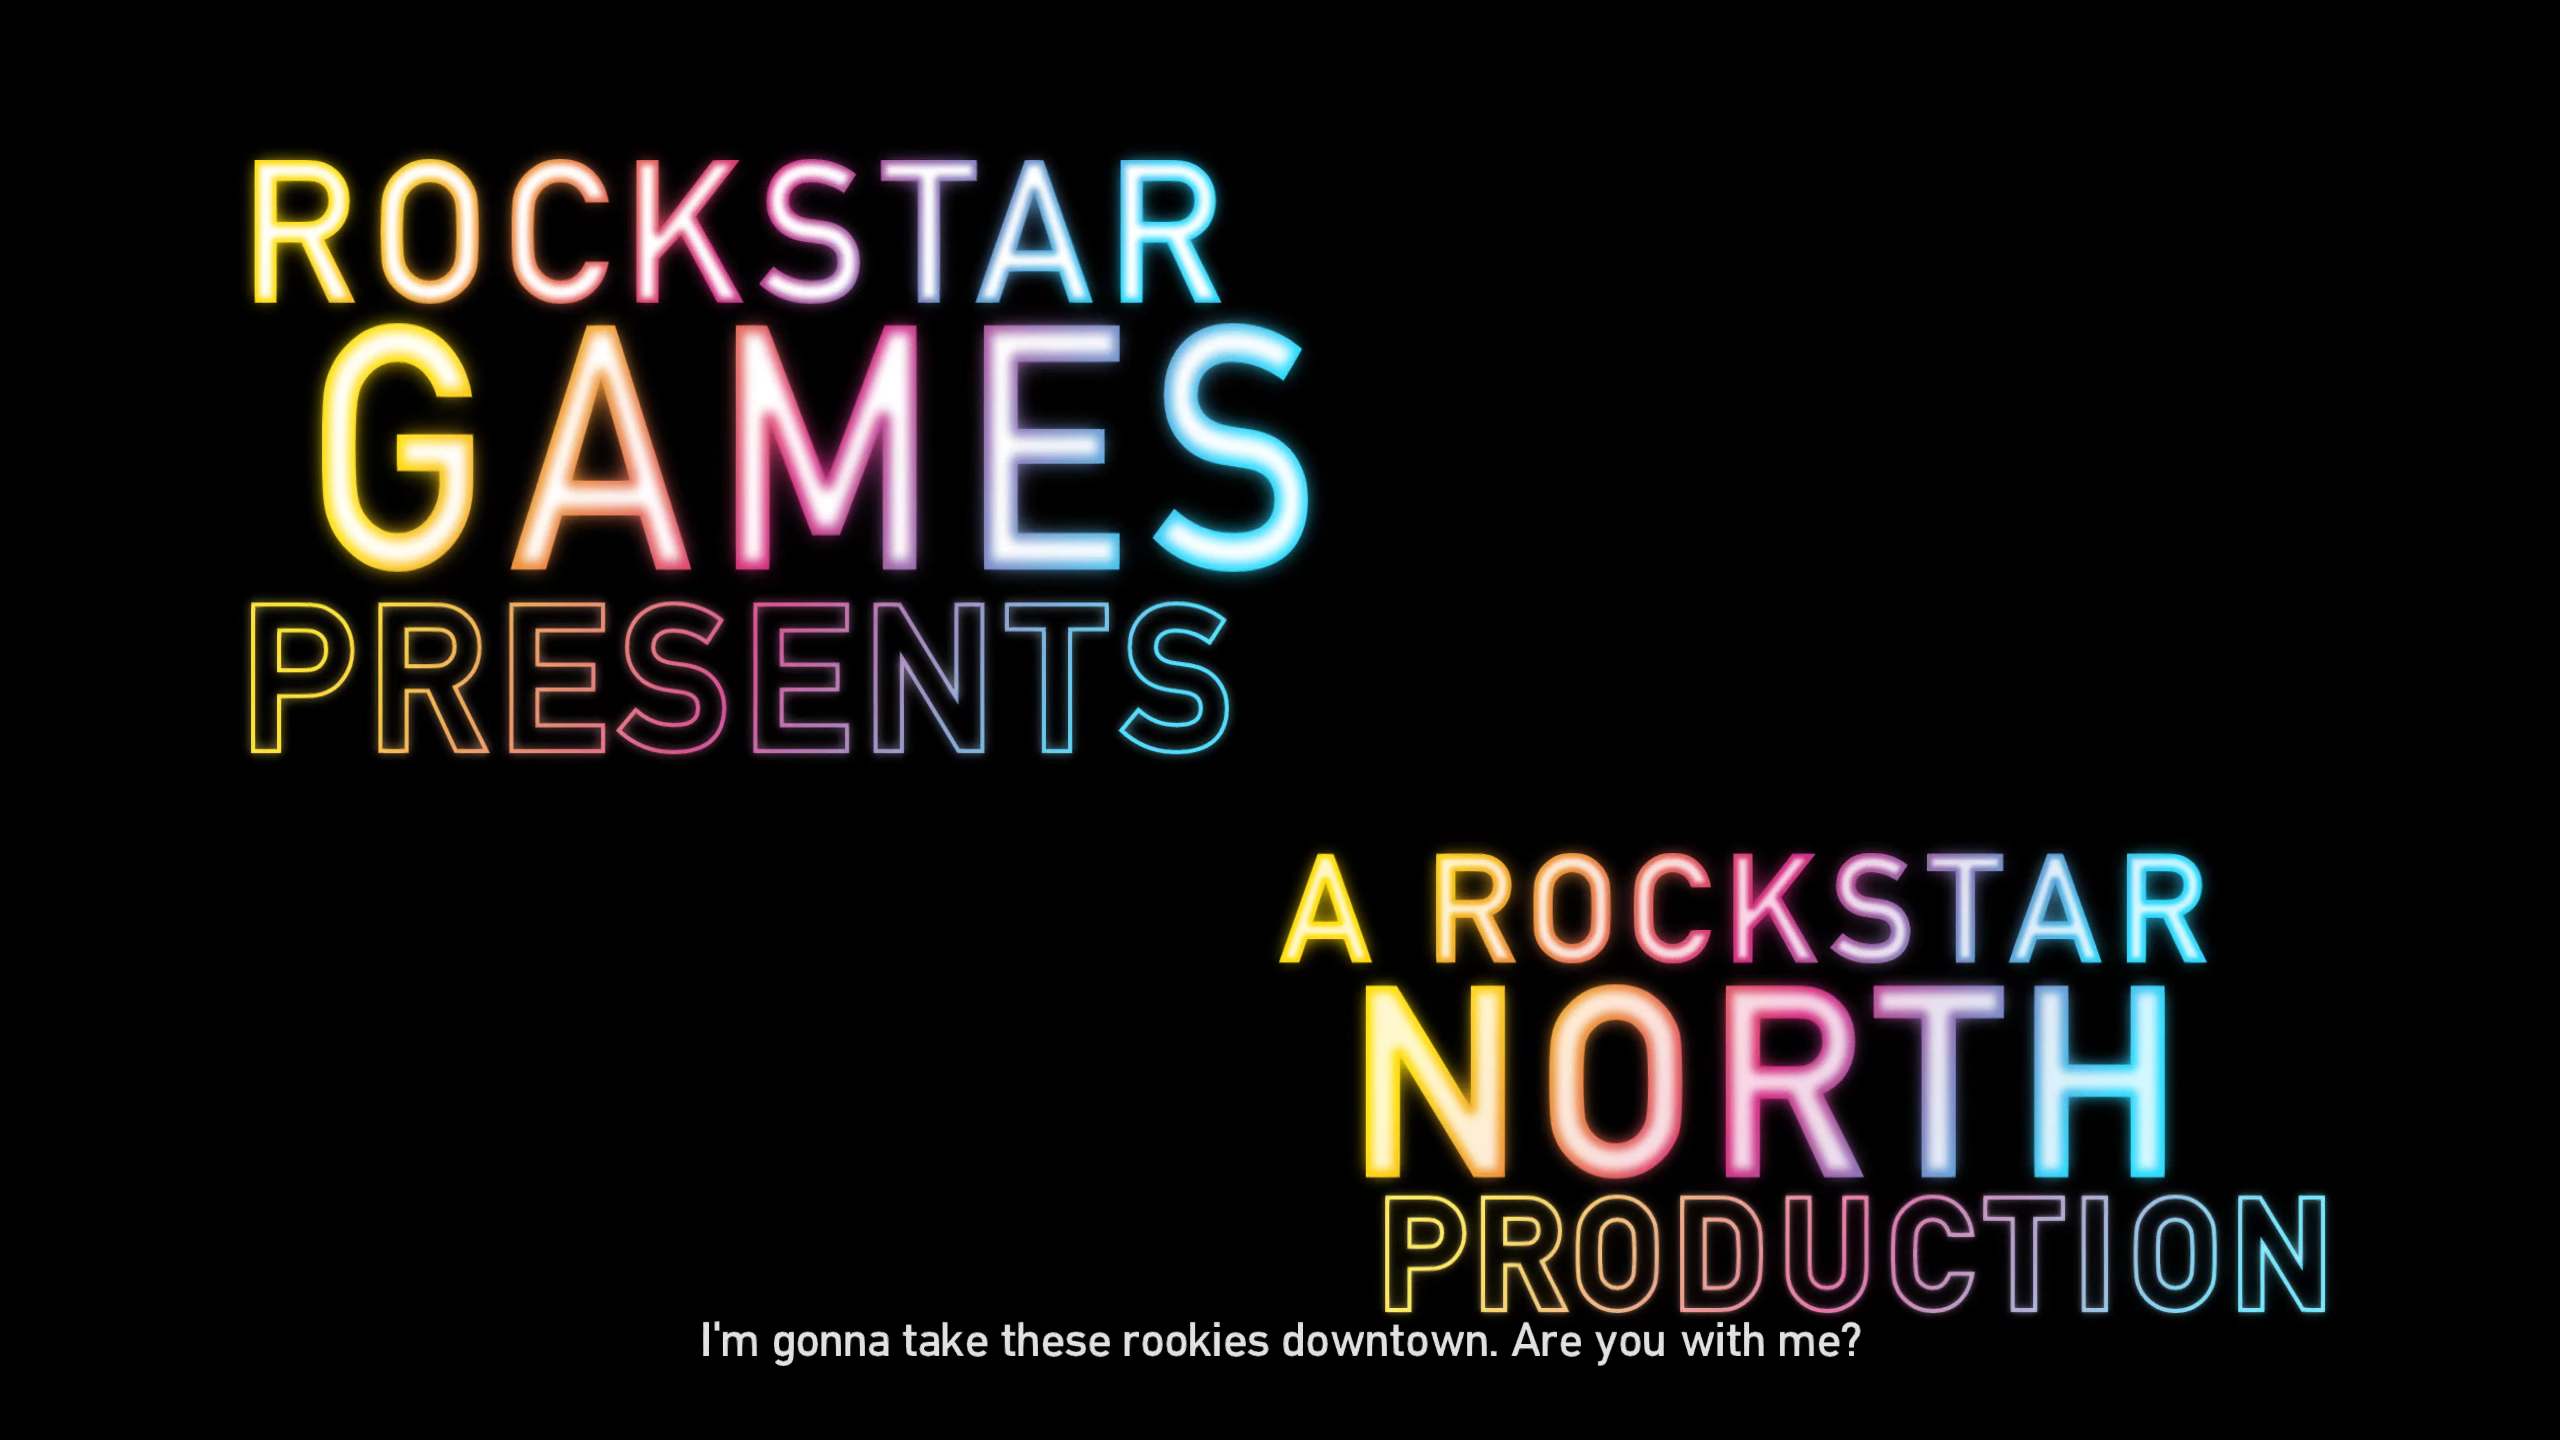 ROCKSTAR
GAMES
PRESENTS
A ROCKSTAR
NORTH
PRODUCTION
I'm gonna take these rookies downtown. Are you with me?